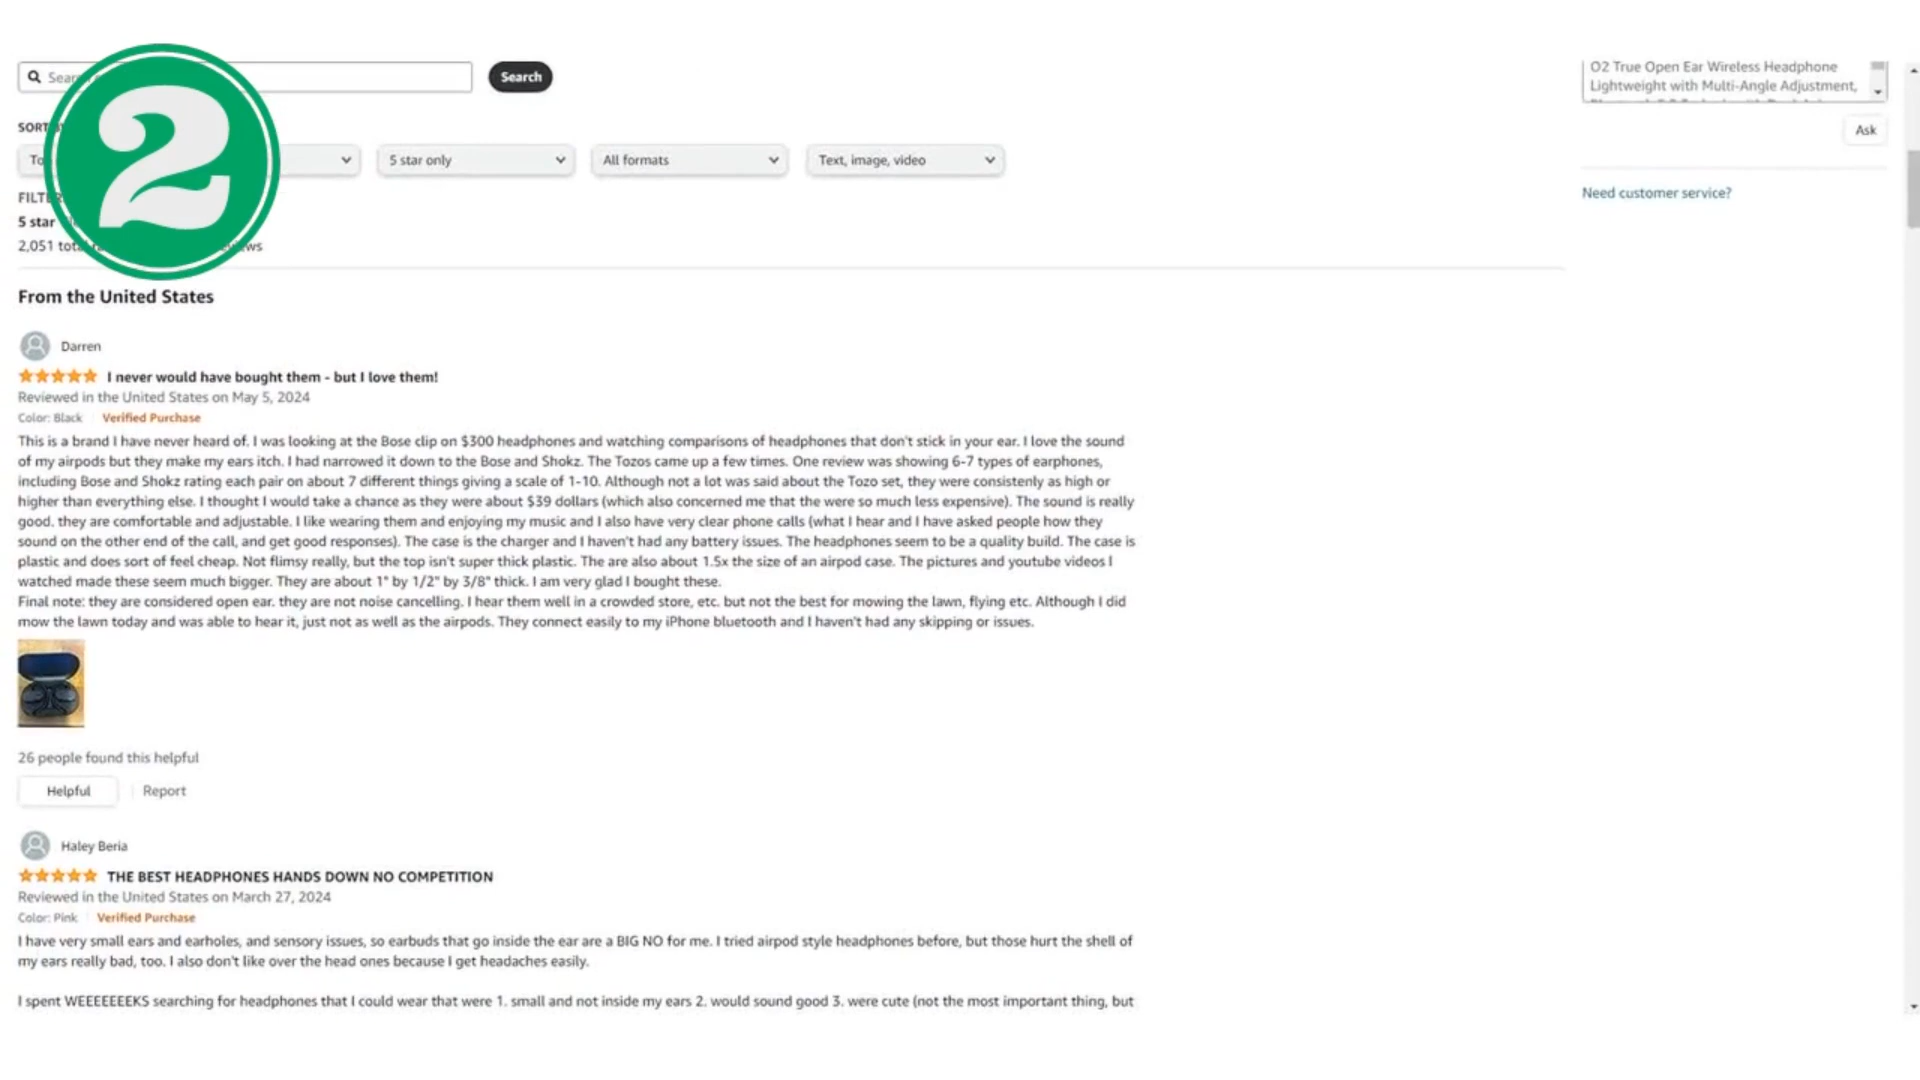 2
Search
SORT
To
5 star only
All formats
Text, image, video
FILTE
5 star
2,051
ws
O2 True Open Ear Wireless Headphone
Lightweight with Multi-Angle Adjustment,
Ask
Need customer service?
From the United States
Darren
I never would have bought them - but I love them!
Reviewed in the United States on May 5, 2024
Color: Black Verified Purchase
This is a brand I have never heard of. I was looking at the Bose clip on $300 headphones and watching comparisons of headphones that don't stick in your ear. I love the sound
of my airpods but they make my ears itch. I had narrowed it down to the Bose and Shokz. The Tozos came up a few times. One review was showing 6-7 types of earphones,
including Bose and Shokz rating each pair on about 7 different things giving a scale of 1-10. Although not a lot was said about the Tozo set, they were consistenly as high or
higher than everything else. I thought I would take a chance as they were about $39 dollars (which also concerned me that the were so much less expensive). The sound is really
good. they are comfortable and adjustable. I like wearing them and enjoying my music and I also have very clear phone calls (what I hear and I have asked people how they
sound on the other end of the call, and get good responses). The case is the charger and I haven't had any battery issues. The headphones seem to be a quality build. The case is
plastic and does sort of feel cheap. Not flimsy really, but the top isn't super thick plastic. The are also about 1.5x the size of an airpod case. The pictures and youtube videos I
watched made these seem much bigger. They are about 1" by 1/2" by 3/8" thick. I am very glad I bought these.
Final note: they are considered open ear. they are not noise cancelling. I hear them well in a crowded store, etc. but not the best for mowing the lawn, flying etc. Although I did
mow the lawn today and was able to hear it, just not as well as the airpods. They connect easily to my iPhone bluetooth and I haven't had any skipping or issues.
26 people found this helpful
Helpful Report
Haley Beria
THE BEST HEADPHONES HANDS DOWN NO COMPETITION
Reviewed in the United States on March 27, 2024
Color: Pink Verified Purchase
I have very small ears and earholes, and sensory issues, so earbuds that go inside the ear are a BIG NO for me. I tried airpod style headphones before, but those hurt the shell of
my ears really bad, too. I also don't like over the head ones because I get headaches easily.
I spent WEEEEEEEKS searching for headphones that I could wear that were 1. small and not inside my ears 2. would sound good 3. were cute (not the most important thing, but